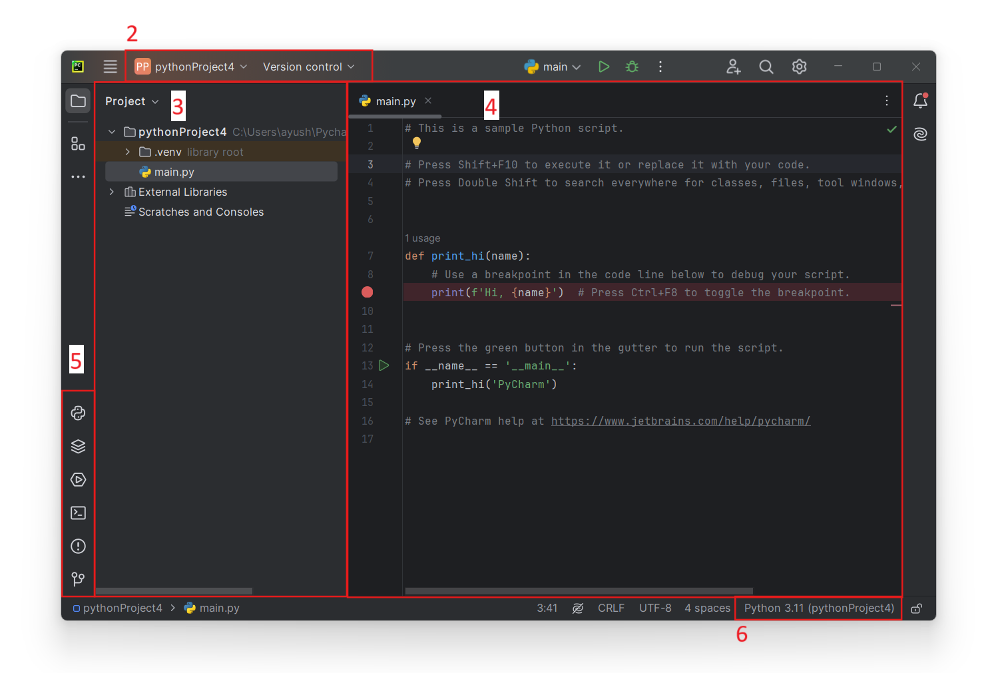 2
PC
PP pythonProject4 Version control main
Project 3 main.py 4
pythonProject4 C:\Users\ayush\Pycha
.venv library root
main.py
External Libraries
Scratches and Consoles
1 # This is a sample Python script.
2
3 # Press Shift+F10 to execute it or replace it with your code.
4 # Press Double Shift to search everywhere for classes, files, tool windows,
5
6
1 usage
7 def print_hi(name):
8 # Use a breakpoint in the code line below to debug your script.
print(f'Hi, {name}') # Press Ctrl+F8 to toggle the breakpoint.
10
11
12 # Press the green button in the gutter to run the script.
13 if __name__ == '__main__':
14 print_hi('PyCharm')
15
16 # See PyCharm help at https://www.jetbrains.com/help/pycharm/
17
5
pythonProject4 > main.py 3:41 CRLF UTF-8 4 spaces Python 3.11 (pythonProject4)
6